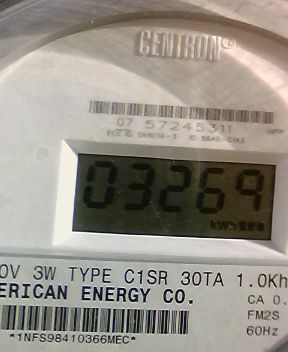 CENTRON®
07 57245311
03269
kWh
0V 3W TYPE C1SR 30TA 1.0Kh
ERICAN ENERGY CO.
CA 0.
FM2S
60Hz
*1NFS98410366MEC*